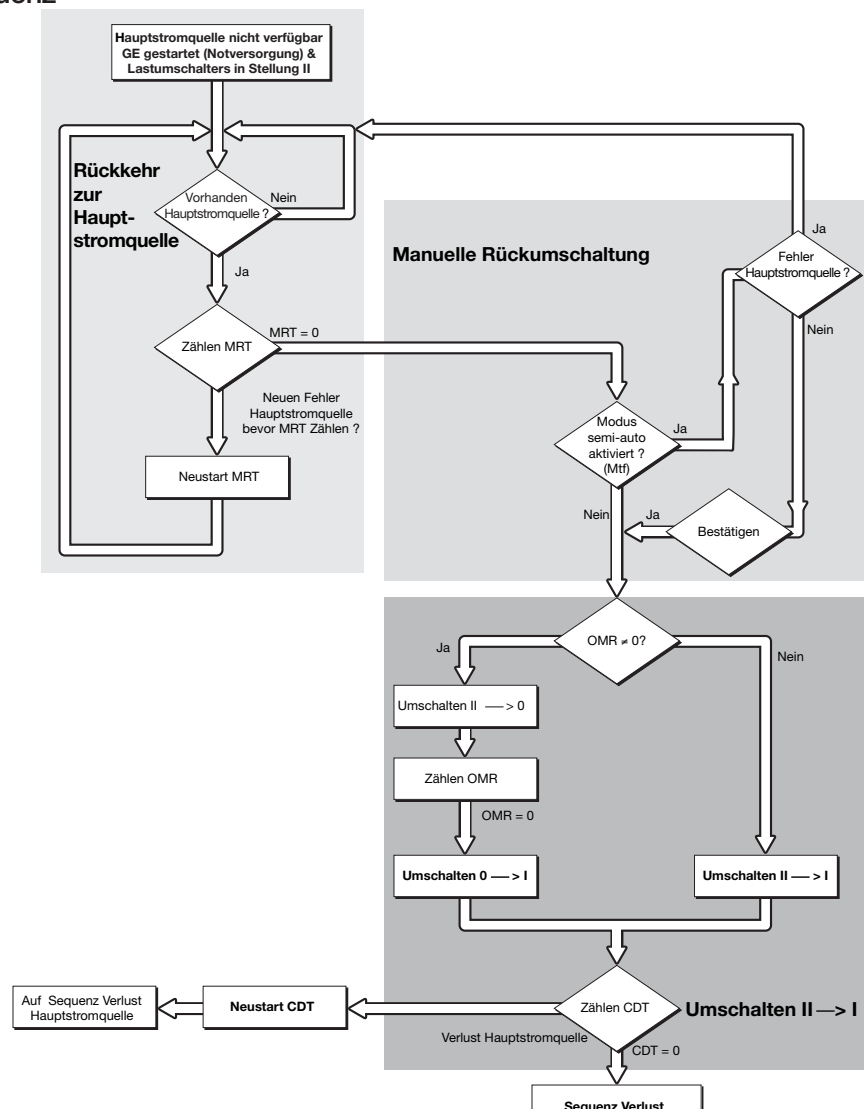 Hauptstromquelle nicht verfügbar
GE gestartet (Notversorgung) &
Lastumschalters in Stellung II
Rückkehr
zur
Haupt-
stromquelle
Vorhanden
Hauptstromquelle ?
Nein
Ja
Zählen MRT
MRT = 0
Neuen Fehler
Hauptstromquelle
bevor MRT Zählen ?
Neustart MRT
Manuelle Rückumschaltung
Ja
Fehler
Hauptstromquelle ?
Nein
Modus
semi-auto
aktiviert ?
(Mtf)
Ja
Nein
Ja
Bestätigen
OMR ≠ 0?
Ja
Nein
Umschalten II —> 0
Zählen OMR
OMR = 0
Umschalten 0 —> I
Umschalten II —> I
Auf Sequenz Verlust
Hauptstromquelle
Neustart CDT
Zählen CDT
Umschalten II —> I
Verlust Hauptstromquelle
CDT = 0
Sequenz Verlust